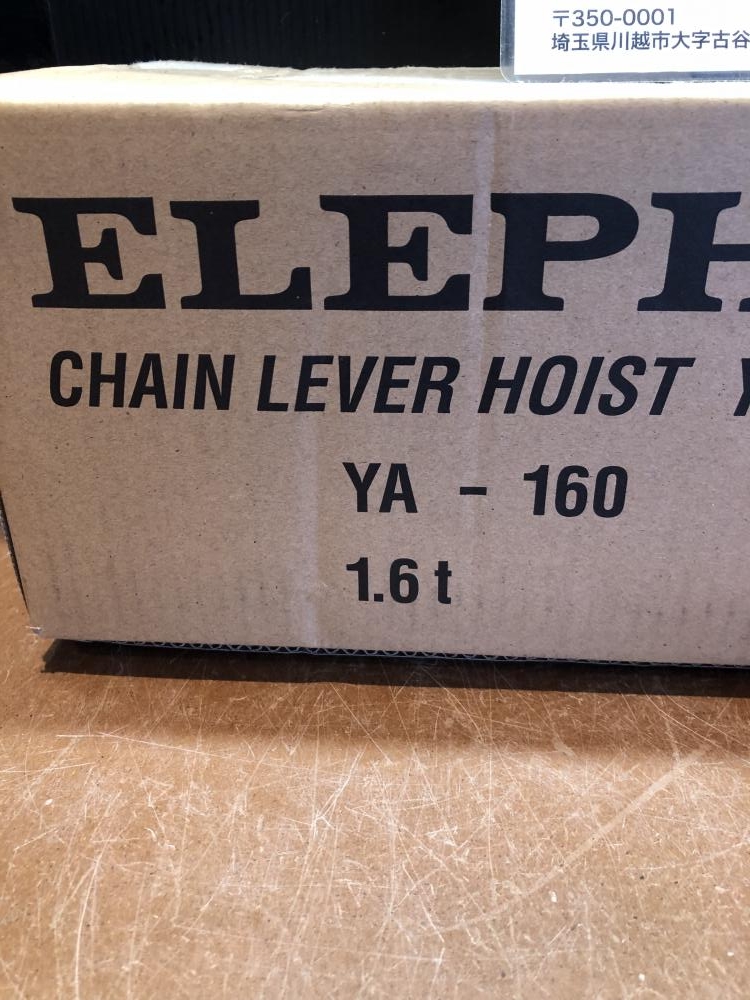 〒350-0001
埼玉県川越市大字古谷
ELEPH
CHAIN LEVER HOIST Y
YA - 160
1.6 t